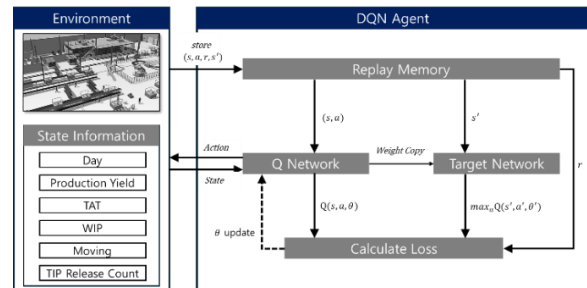 Environment
DQN Agent
store
(s,a,r,s′)
Replay Memory
State Information
Day
Production Yield
TAT
WIP
Moving
TIP Release Count
(s,a)
s′
r
Action
State
Q Network
Weight Copy
Target Network
Q(s,a,θ)
maxₐQ(s′,a′,θ′)
θ update
Calculate Loss